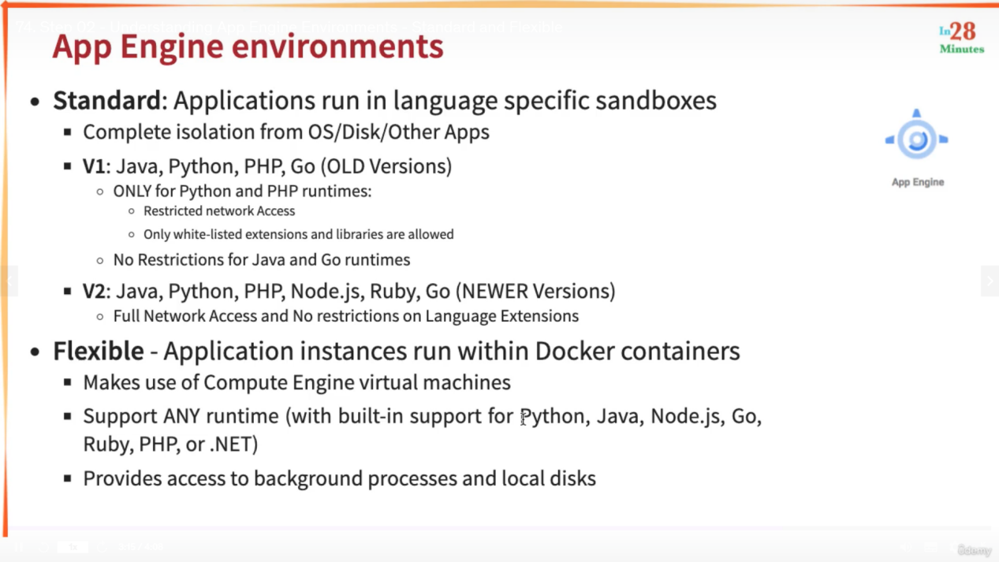 74. Step 02 - Understanding App Engine Environments - Standard and Flexible
App Engine environments
In28
Minutes
• Standard: Applications run in language specific sandboxes
▪ Complete isolation from OS/Disk/Other Apps
▪ V1: Java, Python, PHP, Go (OLD Versions)
○ ONLY for Python and PHP runtimes:
○ Restricted network Access
○ Only white-listed extensions and libraries are allowed
○ No Restrictions for Java and Go runtimes
▪ V2: Java, Python, PHP, Node.js, Ruby, Go (NEWER Versions)
○ Full Network Access and No restrictions on Language Extensions
App Engine
• Flexible - Application instances run within Docker containers
▪ Makes use of Compute Engine virtual machines
▪ Support ANY runtime (with built-in support for Python, Java, Node.js, Go,
Ruby, PHP, or .NET)
▪ Provides access to background processes and local disks
1x
ûdemy